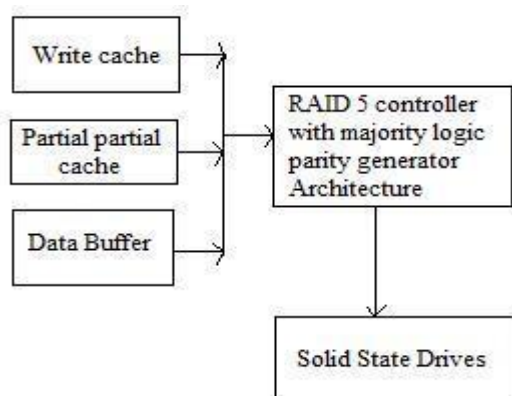 Write cache
Partial partial
cache
Data Buffer
RAID 5 controller
with majority logic
parity generator
Architecture
Solid State Drives